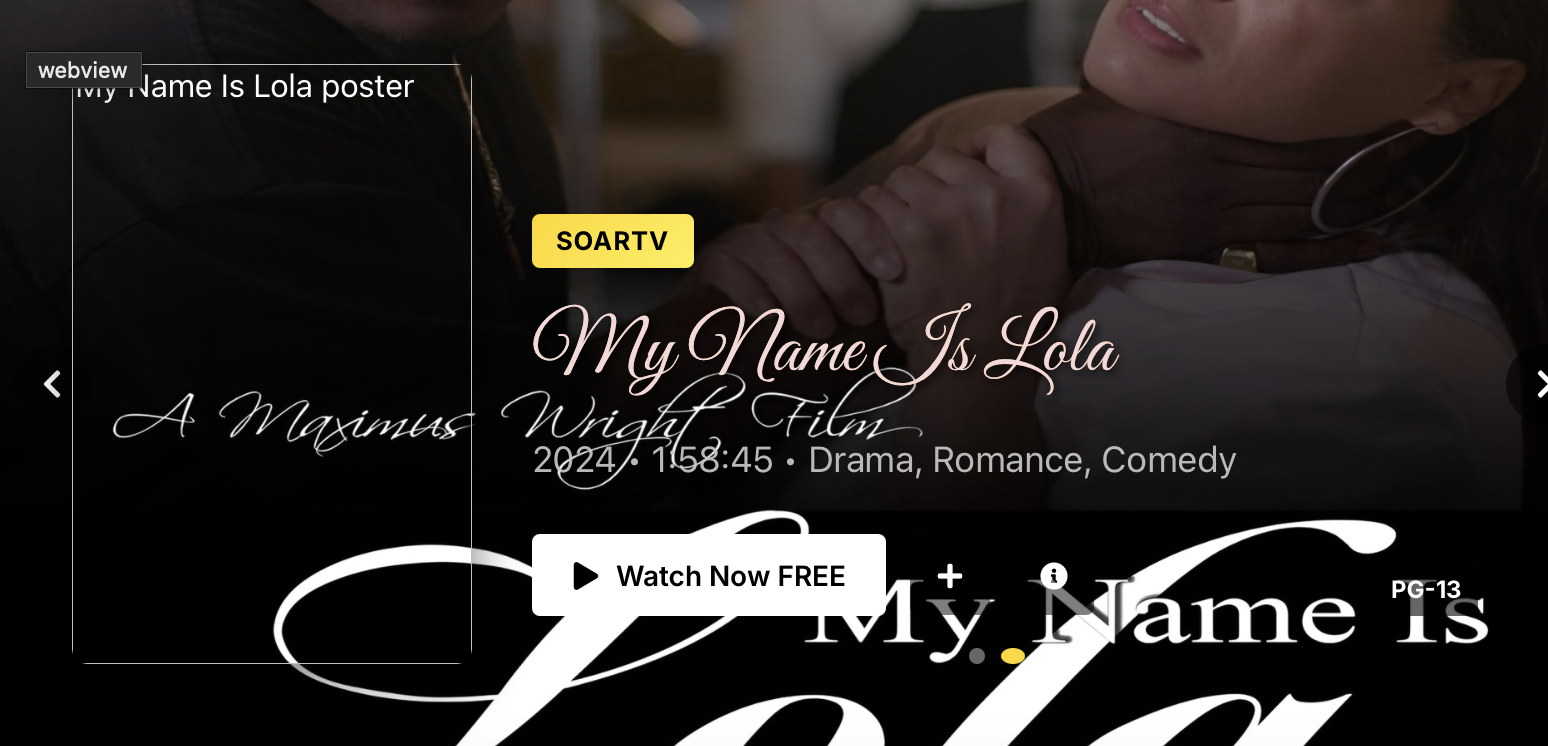 webview
My Name Is Lola poster
SOARTV
My Name Is Lola
A Maximus Wright Film
2024 • 1:58:45 • Drama, Romance, Comedy
Watch Now FREE
PG-13
My Name Is
Lola